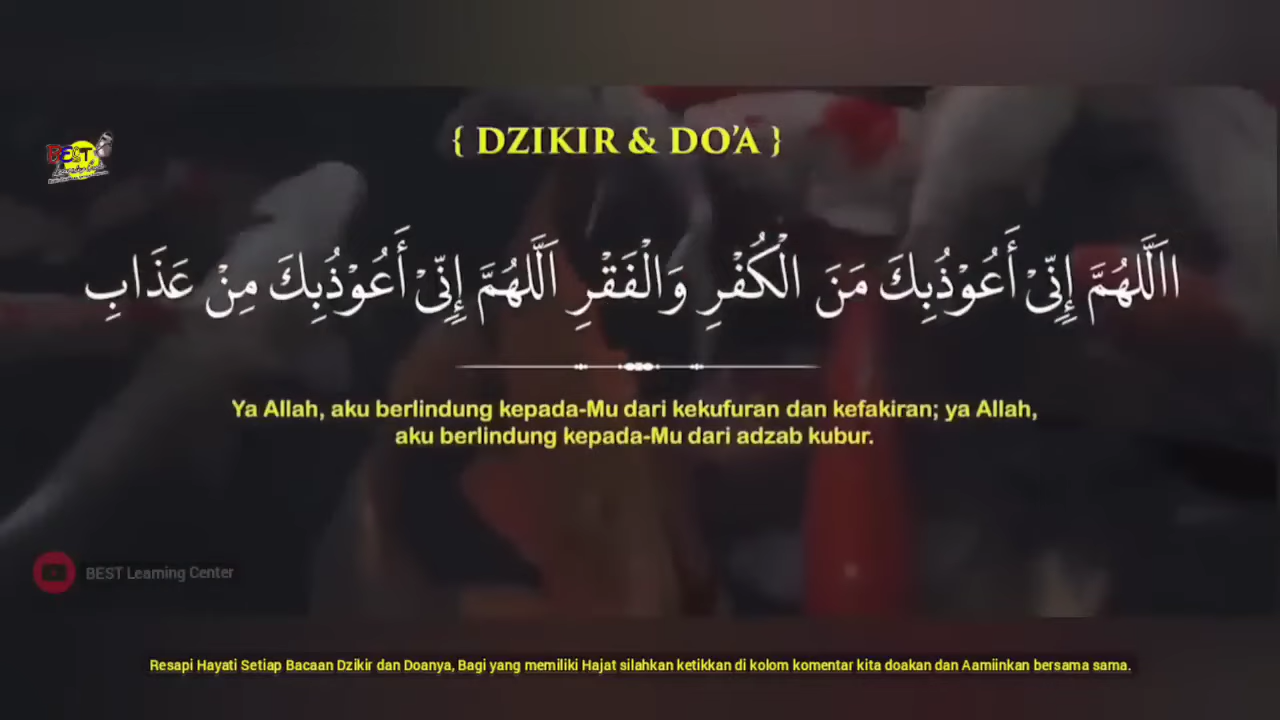 { DZIKIR & DO'A }
BEST
االَلَّهُمَّ إِنِّيْ أَعُوْذُبِكَ مَنَ الْكُفْرِ وَالْفَقْرِ اَللَّهُمَّ إِنِّيْ أَعُوْذُبِكَ مِنْ عَذَابِ
Ya Allah, aku berlindung kepada-Mu dari kekufuran dan kefakiran; ya Allah,
aku berlindung kepada-Mu dari adzab kubur.
BEST Learning Center
Resapi Hayati Setiap Bacaan Dzikir dan Doanya, Bagi yang memiliki Hajat silahkan ketikkan di kolom komentar kita doakan dan Aamiinkan bersama sama.